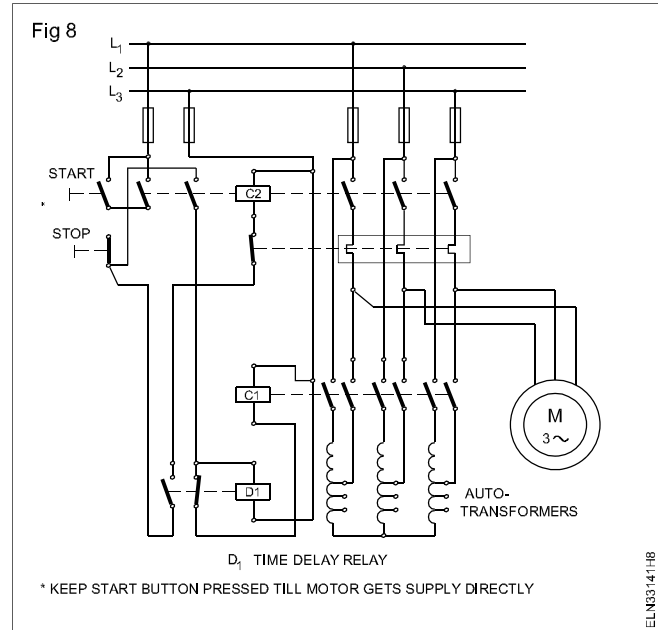 Fig 8
L1
L2
L3
START
C2
*
STOP
C1
M
3~
D1
AUTO-
TRANSFORMERS
D1 TIME DELAY RELAY
* KEEP START BUTTON PRESSED TILL MOTOR GETS SUPPLY DIRECTLY
ELN33141H8